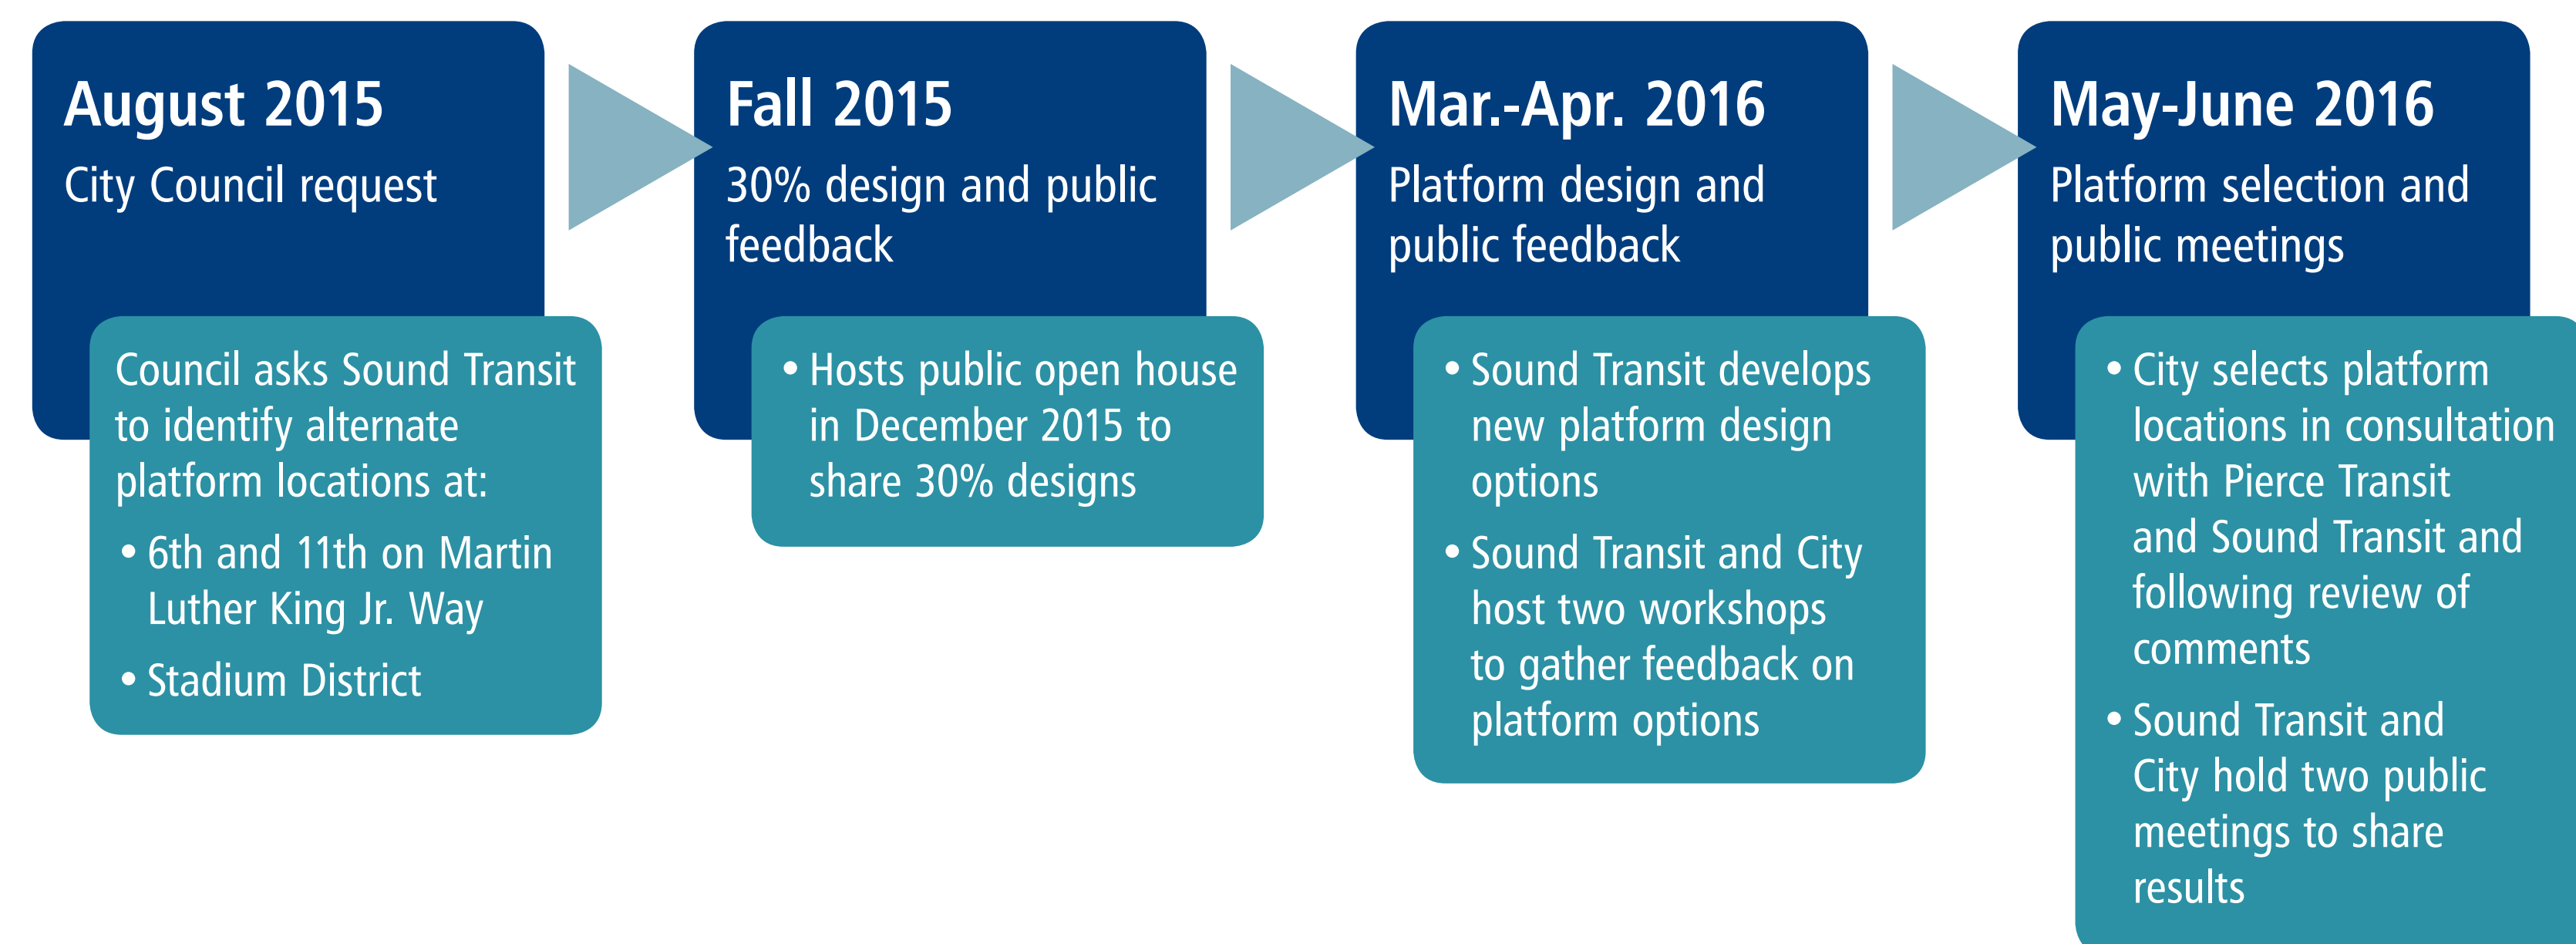 August 2015
City Council request
Council asks Sound Transit
to identify alternate
platform locations at:
• 6th and 11th on Martin
Luther King Jr. Way
• Stadium District
Fall 2015
30% design and public
feedback
• Hosts public open house
in December 2015 to
share 30% designs
Mar.-Apr. 2016
Platform design and
public feedback
• Sound Transit develops
new platform design
options
• Sound Transit and City
host two workshops
to gather feedback on
platform options
May-June 2016
Platform selection and
public meetings
• City selects platform
locations in consultation
with Pierce Transit
and Sound Transit and
following review of
comments
• Sound Transit and
City hold two public
meetings to share
results